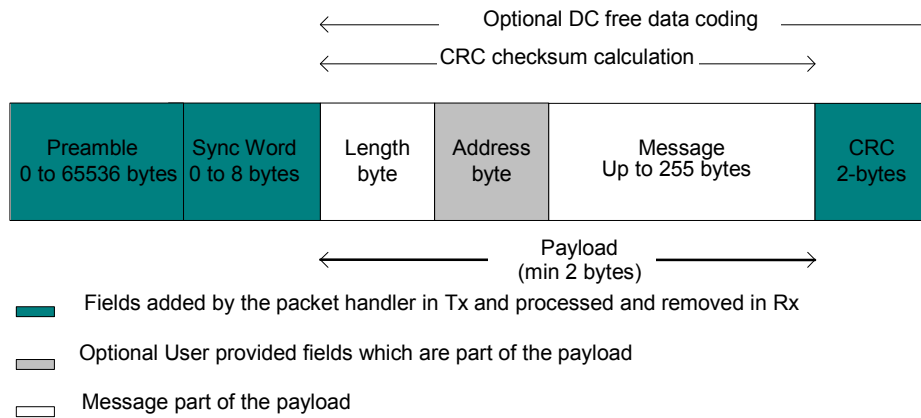 Optional DC free data coding
CRC checksum calculation
Preamble
0 to 65536 bytes
Sync Word
0 to 8 bytes
Length
byte
Address
byte
Message
Up to 255 bytes
CRC
2-bytes
Payload
(min 2 bytes)
Fields added by the packet handler in Tx and processed and removed in Rx
Optional User provided fields which are part of the payload
Message part of the payload